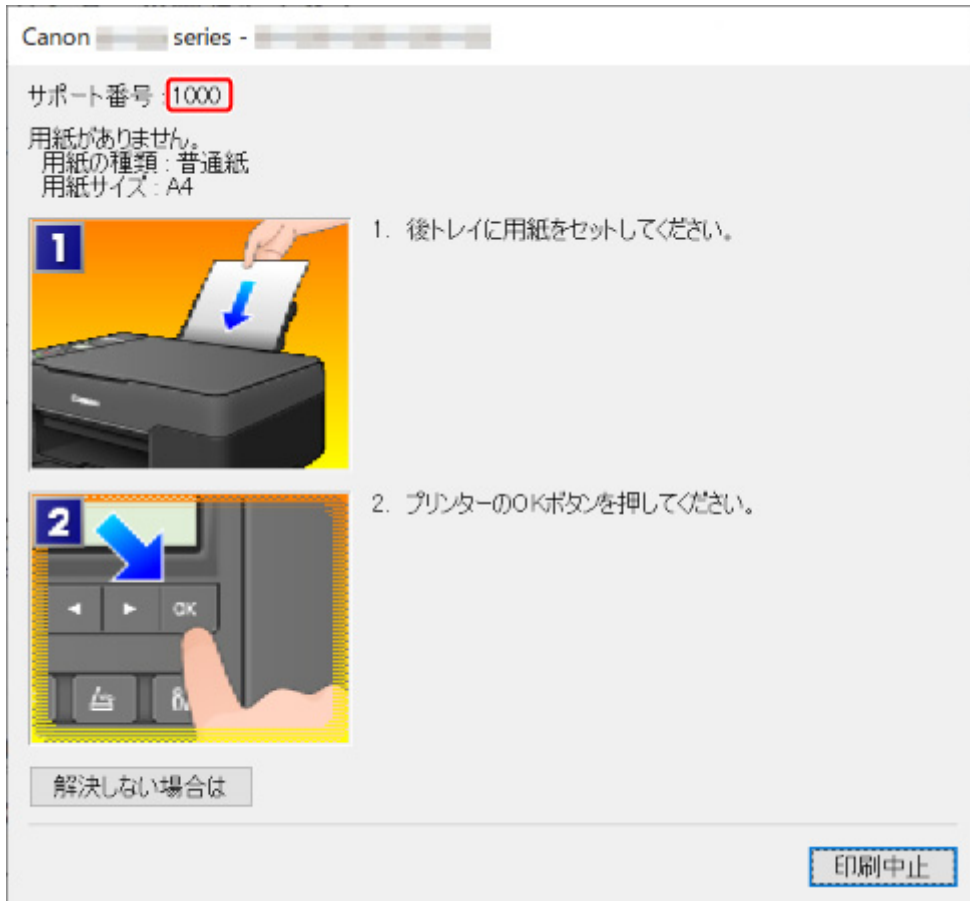 Canon series -
サポート番号 : 1000
用紙がありません。
用紙の種類 : 普通紙
用紙サイズ : A4
1
1. 後トレイに用紙をセットしてください。
Canon
2
2. プリンターのOKボタンを押してください。
OK
解決しない場合は
印刷中止